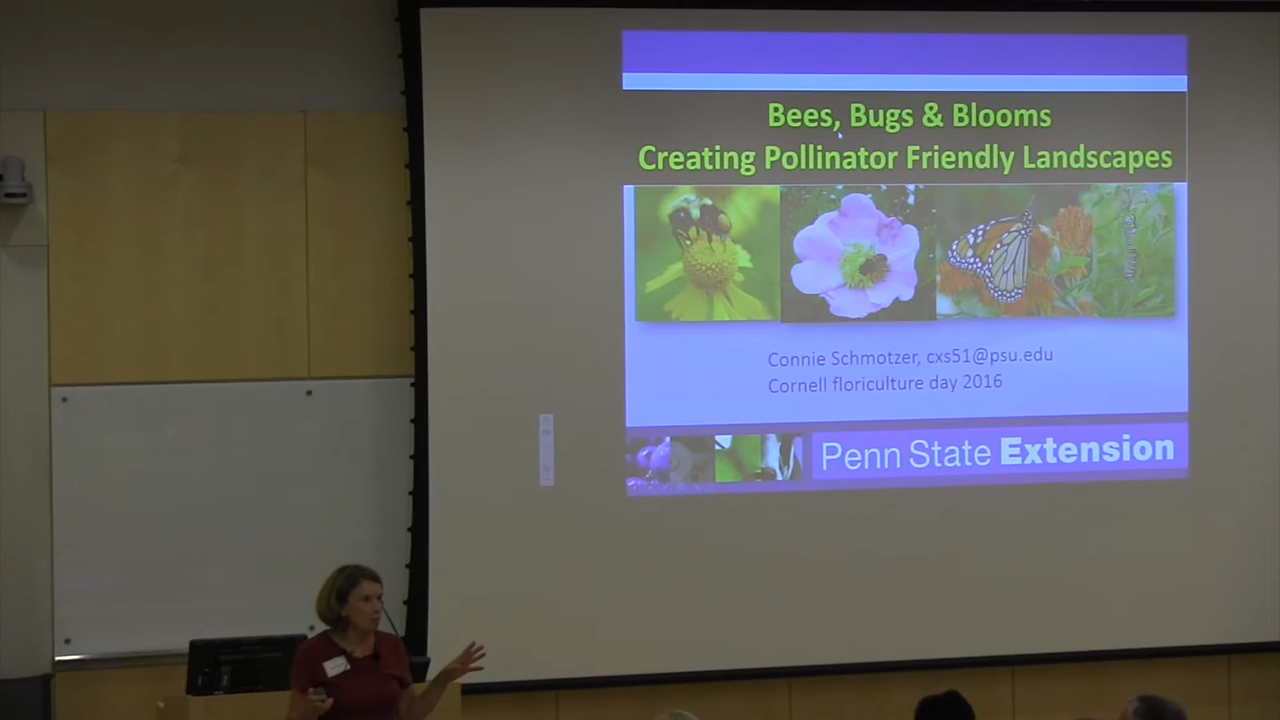 Bees, Bugs & Blooms
Creating Pollinator Friendly Landscapes
Connie Schmotzer, cxs51@psu.edu
Cornell floriculture day 2016
Penn State Extension